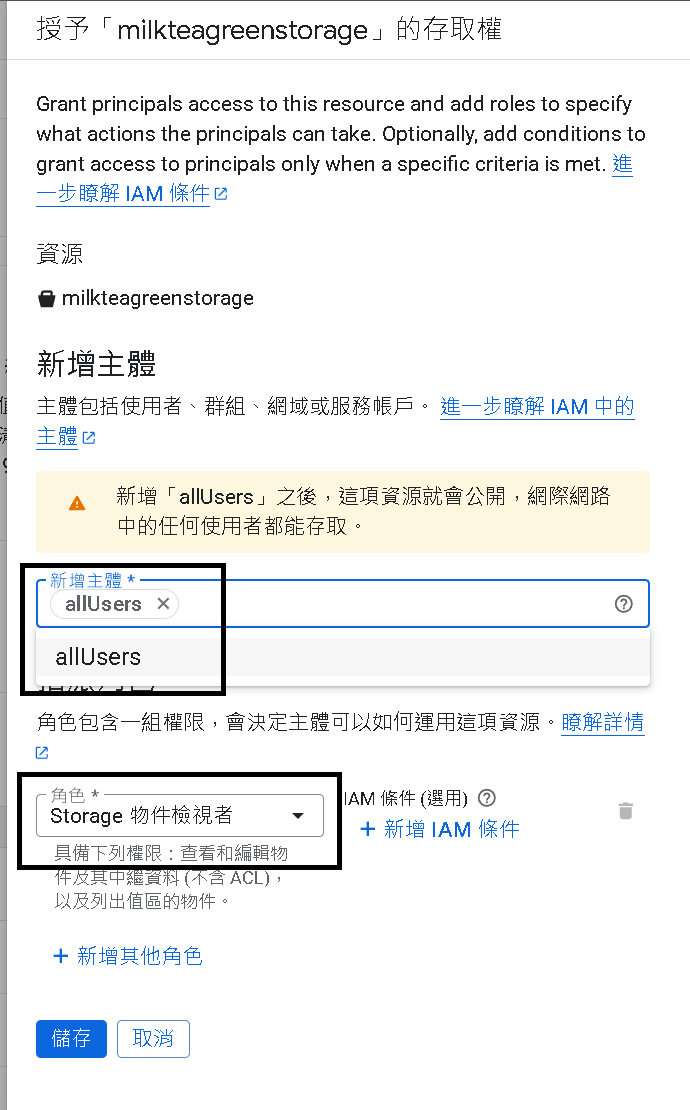 授予「milkteagreenstorage」的存取權
Grant principals access to this resource and add roles to specify
what actions the principals can take. Optionally, add conditions to
grant access to principals only when a specific criteria is met. 進
一步瞭解 IAM 條件
資源
milkteagreenstorage
新增主體
主體包括使用者、群組、網域或服務帳戶。 進一步瞭解 IAM 中的
主體
新增「allUsers」之後，這項資源就會公開，網際網路
中的任何使用者都能存取。
新增主體 *
allUsers
allUsers
角色包含一組權限，會決定主體可以如何運用這項資源。瞭解詳情
角色 *
Storage 物件檢視者
IAM 條件 (選用)
+ 新增 IAM 條件
具備下列權限：查看和編輯物
件及其中繼資料 (不含 ACL)，
以及列出值區的物件。
+ 新增其他角色
儲存 取消